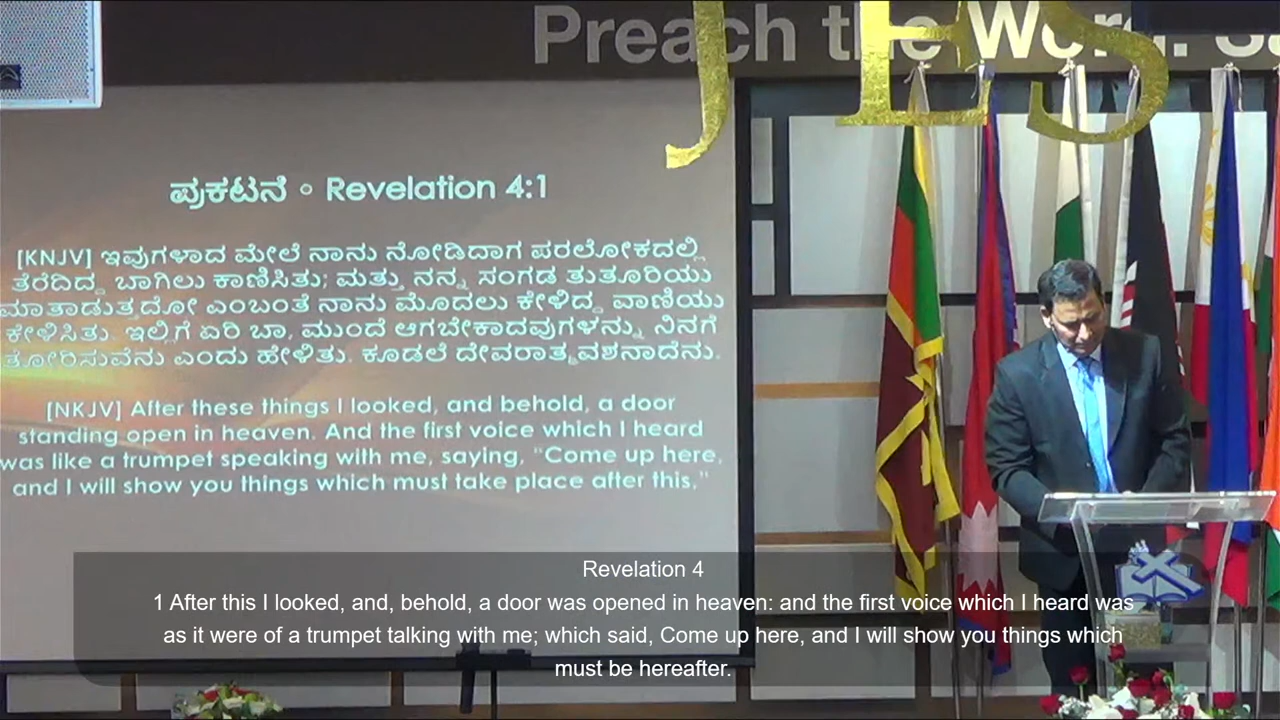 Preach the Word. S
JES
ಪ್ರಕಟನೆ ◦ Revelation 4:1
[KNJV] ಇವುಗಳಾದ ಮೇಲೆ ನಾನು ನೋಡಿದಾಗ ಪರಲೋಕದಲ್ಲಿ
ತೆರೆದಿದ್ದ ಬಾಗಿಲು ಕಾಣಿಸಿತು; ಮತ್ತು ನನ್ನ ಸಂಗಡ ತುತೂರಿಯು
ಮಾತಾಡುತ್ತದೋ ಎಂಬಂತೆ ನಾನು ಮೊದಲು ಕೇಳಿದ್ದ ವಾಣಿಯು
ಕೇಳಿಸಿತು. ಇಲ್ಲಿಗೆ ಏರಿ ಬಾ, ಮುಂದೆ ಆಗಬೇಕಾದವುಗಳನ್ನು ನಿನಗೆ
ತೋರಿಸುವೆನು ಎಂದು ಹೇಳಿತು. ಕೂಡಲೆ ದೇವರಾತ್ಮವಶನಾದೆನು.
[NKJV] After these things I looked, and behold, a door
standing open in heaven. And the first voice which I heard
was like a trumpet speaking with me, saying, "Come up here,
and I will show you things which must take place after this."
Revelation 4
1 After this I looked, and, behold, a door was opened in heaven: and the first voice which I heard was
as it were of a trumpet talking with me; which said, Come up here, and I will show you things which
must be hereafter.